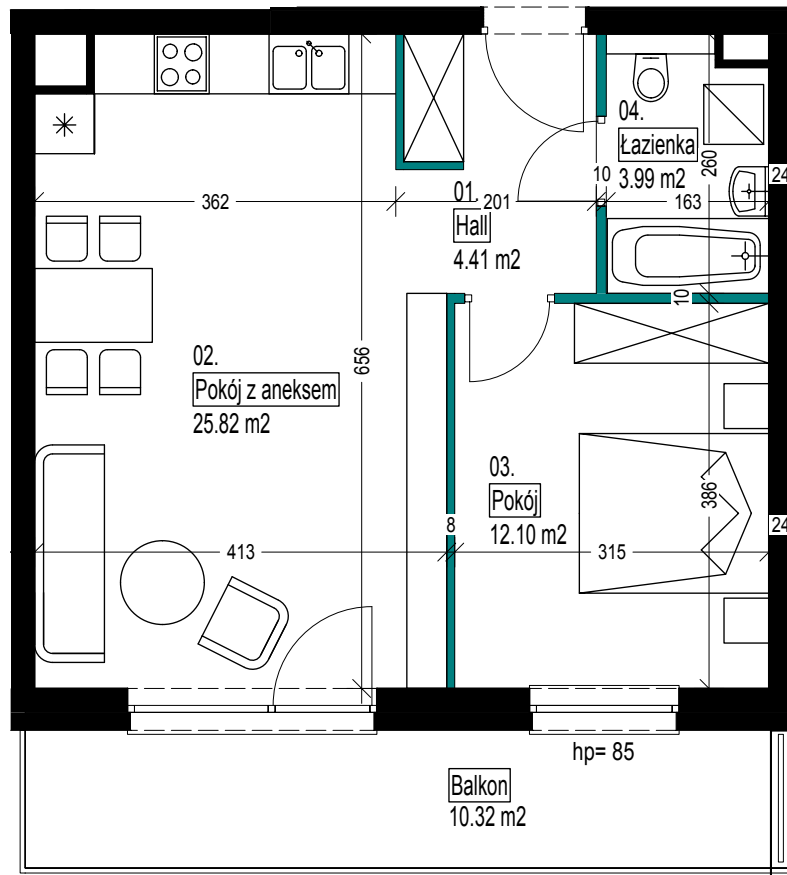 04.
Łazienka
3.99 m2
260
24
10
163
362
201
01.
Hall
4.41 m2
10
656
02.
Pokój z aneksem
25.82 m2
03.
Pokój
12.10 m2
386
24
8
413
315
hp= 85
Balkon
10.32 m2